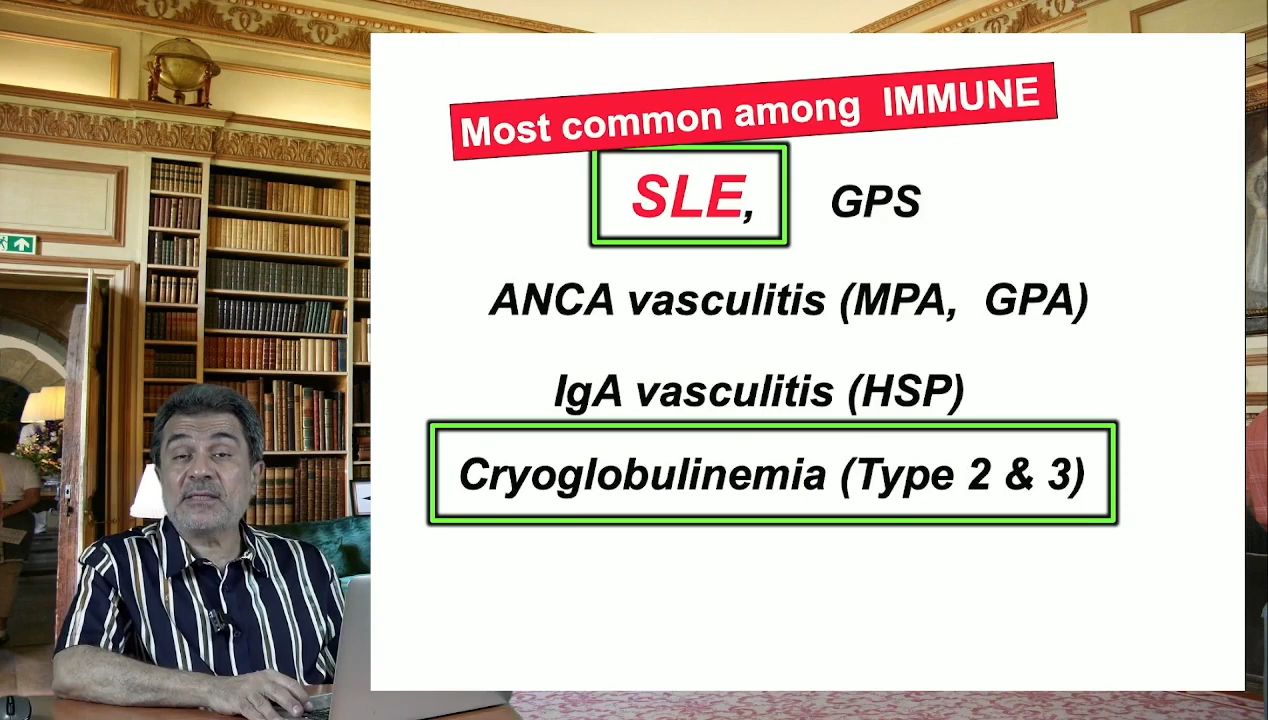 Most common among IMMUNE
SLE, GPS
ANCA vasculitis (MPA, GPA)
IgA vasculitis (HSP)
Cryoglobulinemia (Type 2 & 3)